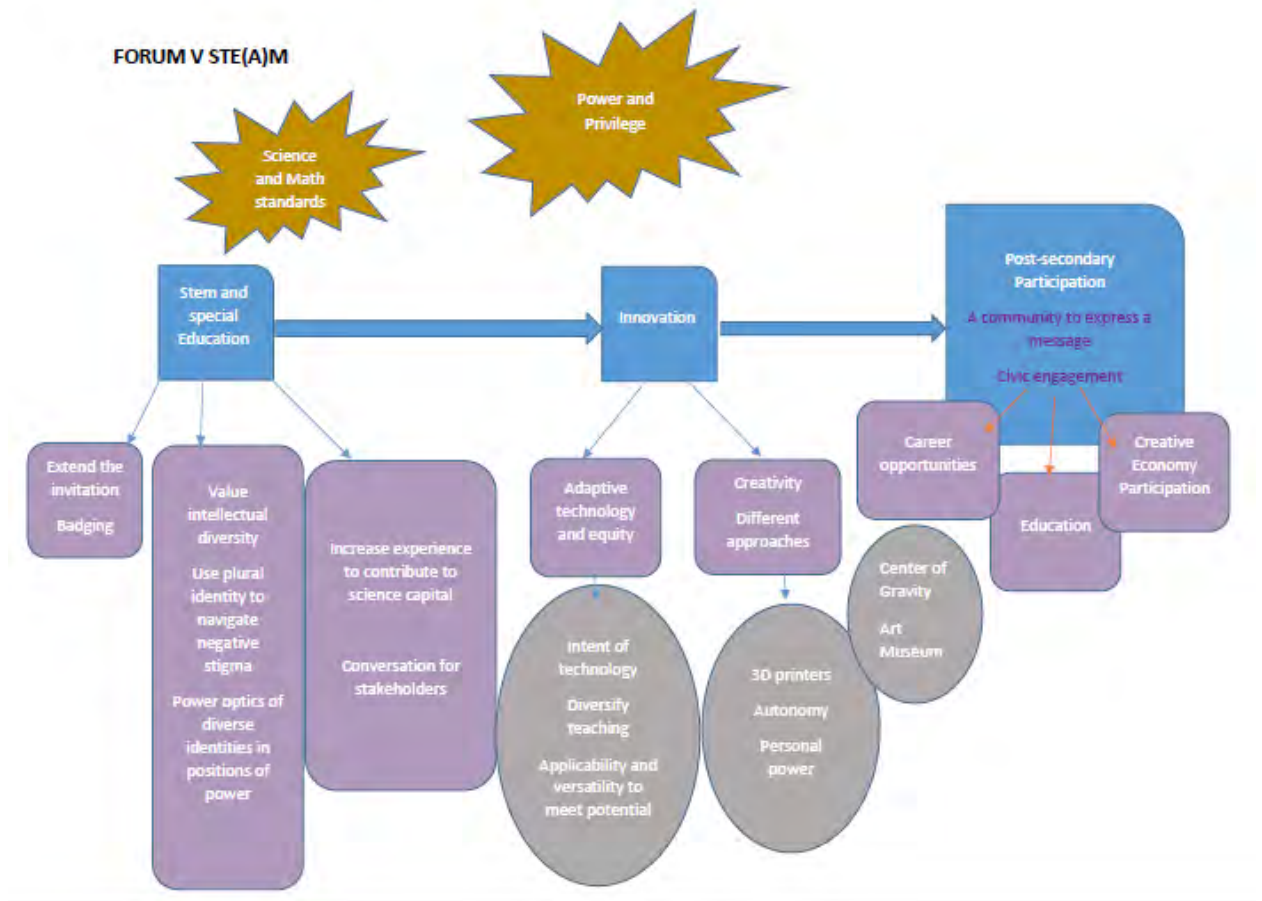 FORUM V STE(A)M
Power and
Privilege
Science
and Math
standards
Stem and
special
Education
Innovation
Post-secondary
Participation
A community to express a
message
Civic engagement
Extend the
invitation
Badging
Value
intellectual
diversity
Use plural
identity to
navigate
negative
stigma
Power optics of
diverse
identities in
positions of
power
Increase experience
to contribute to
science capital
Conversation for
stakeholders
Adaptive
technology
and equity
Creativity
Different
approaches
Career
opportunities
Education
Creative
Economy
Participation
Intent of
technology
Diversify
teaching
Applicability and
versatility to
meet potential
3D printers
Autonomy
Personal
power
Center of
Gravity
Art
Museum